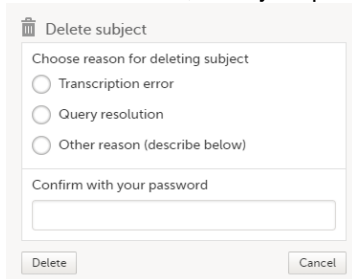 Delete subject
Choose reason for deleting subject
Transcription error
Query resolution
Other reason (describe below)
Confirm with your password
Delete
Cancel